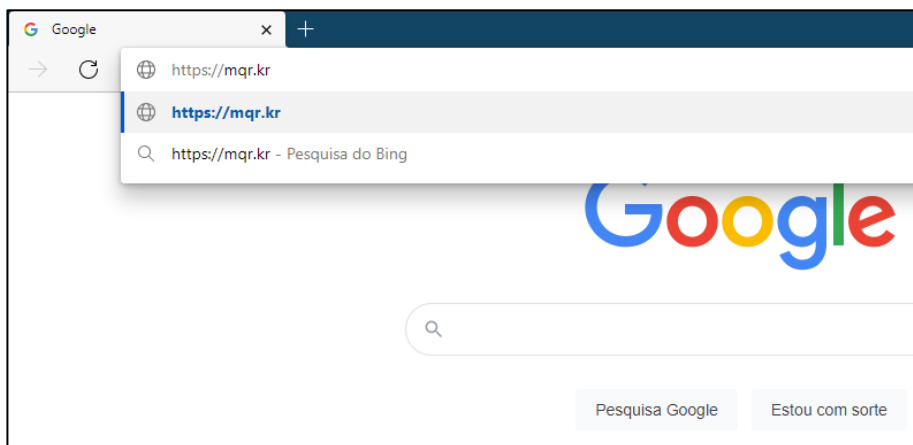 Google
https://mqr.kr
https://mqr.kr
https://mqr.kr - Pesquisa do Bing
Google
Pesquisa Google
Estou com sorte